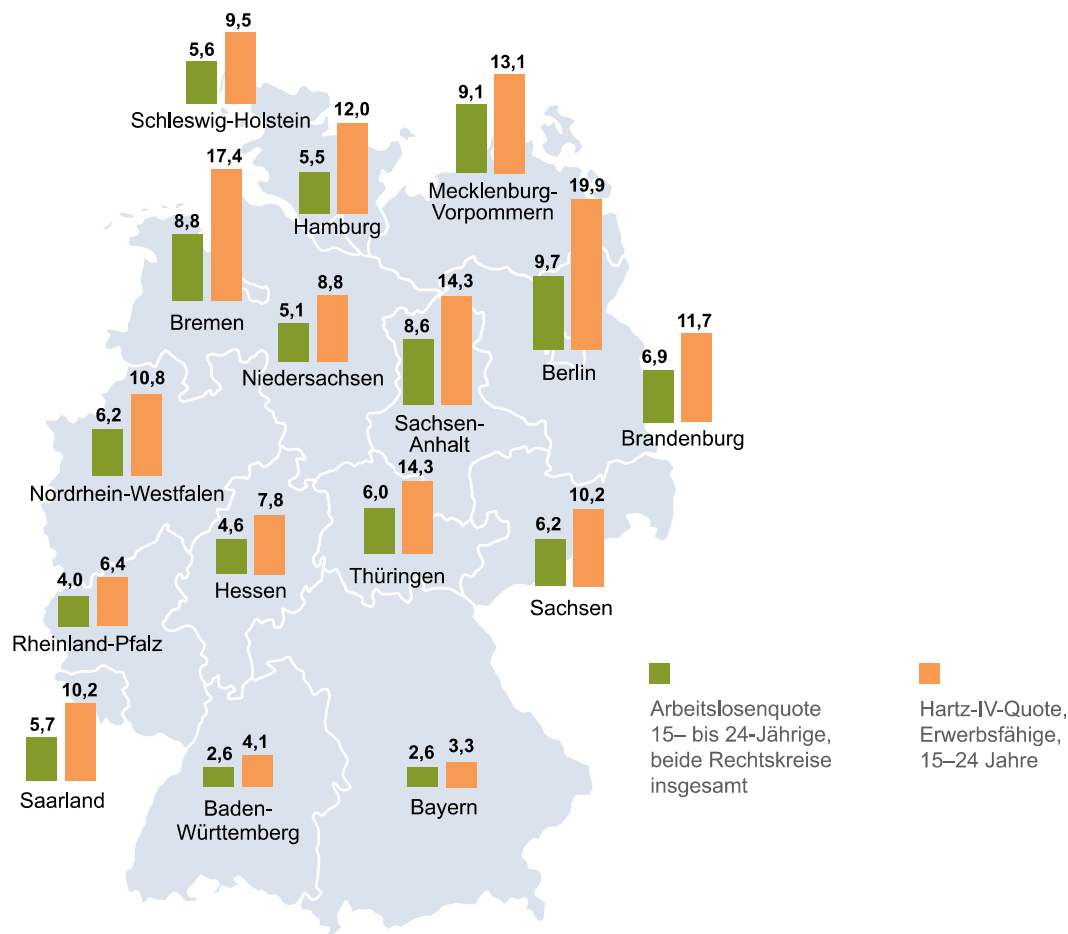 5,6 9,5
Schleswig-Holstein
5,5 12,0
Hamburg
9,1 13,1
Mecklenburg-
Vorpommern
8,8 17,4
Bremen
5,1 8,8
Niedersachsen
8,6 14,3
Sachsen-
Anhalt
9,7 19,9
Berlin
6,9 11,7
Brandenburg
6,2 10,8
Nordrhein-Westfalen
4,6 7,8
Hessen
6,0 14,3
Thüringen
6,2 10,2
Sachsen
4,0 6,4
Rheinland-Pfalz
5,7 10,2
Saarland
2,6 4,1
Baden-
Württemberg
2,6 3,3
Bayern
Arbeitslosenquote
15– bis 24-Jährige,
beide Rechtskreise
insgesamt
Hartz-IV-Quote,
Erwerbsfähige,
15–24 Jahre